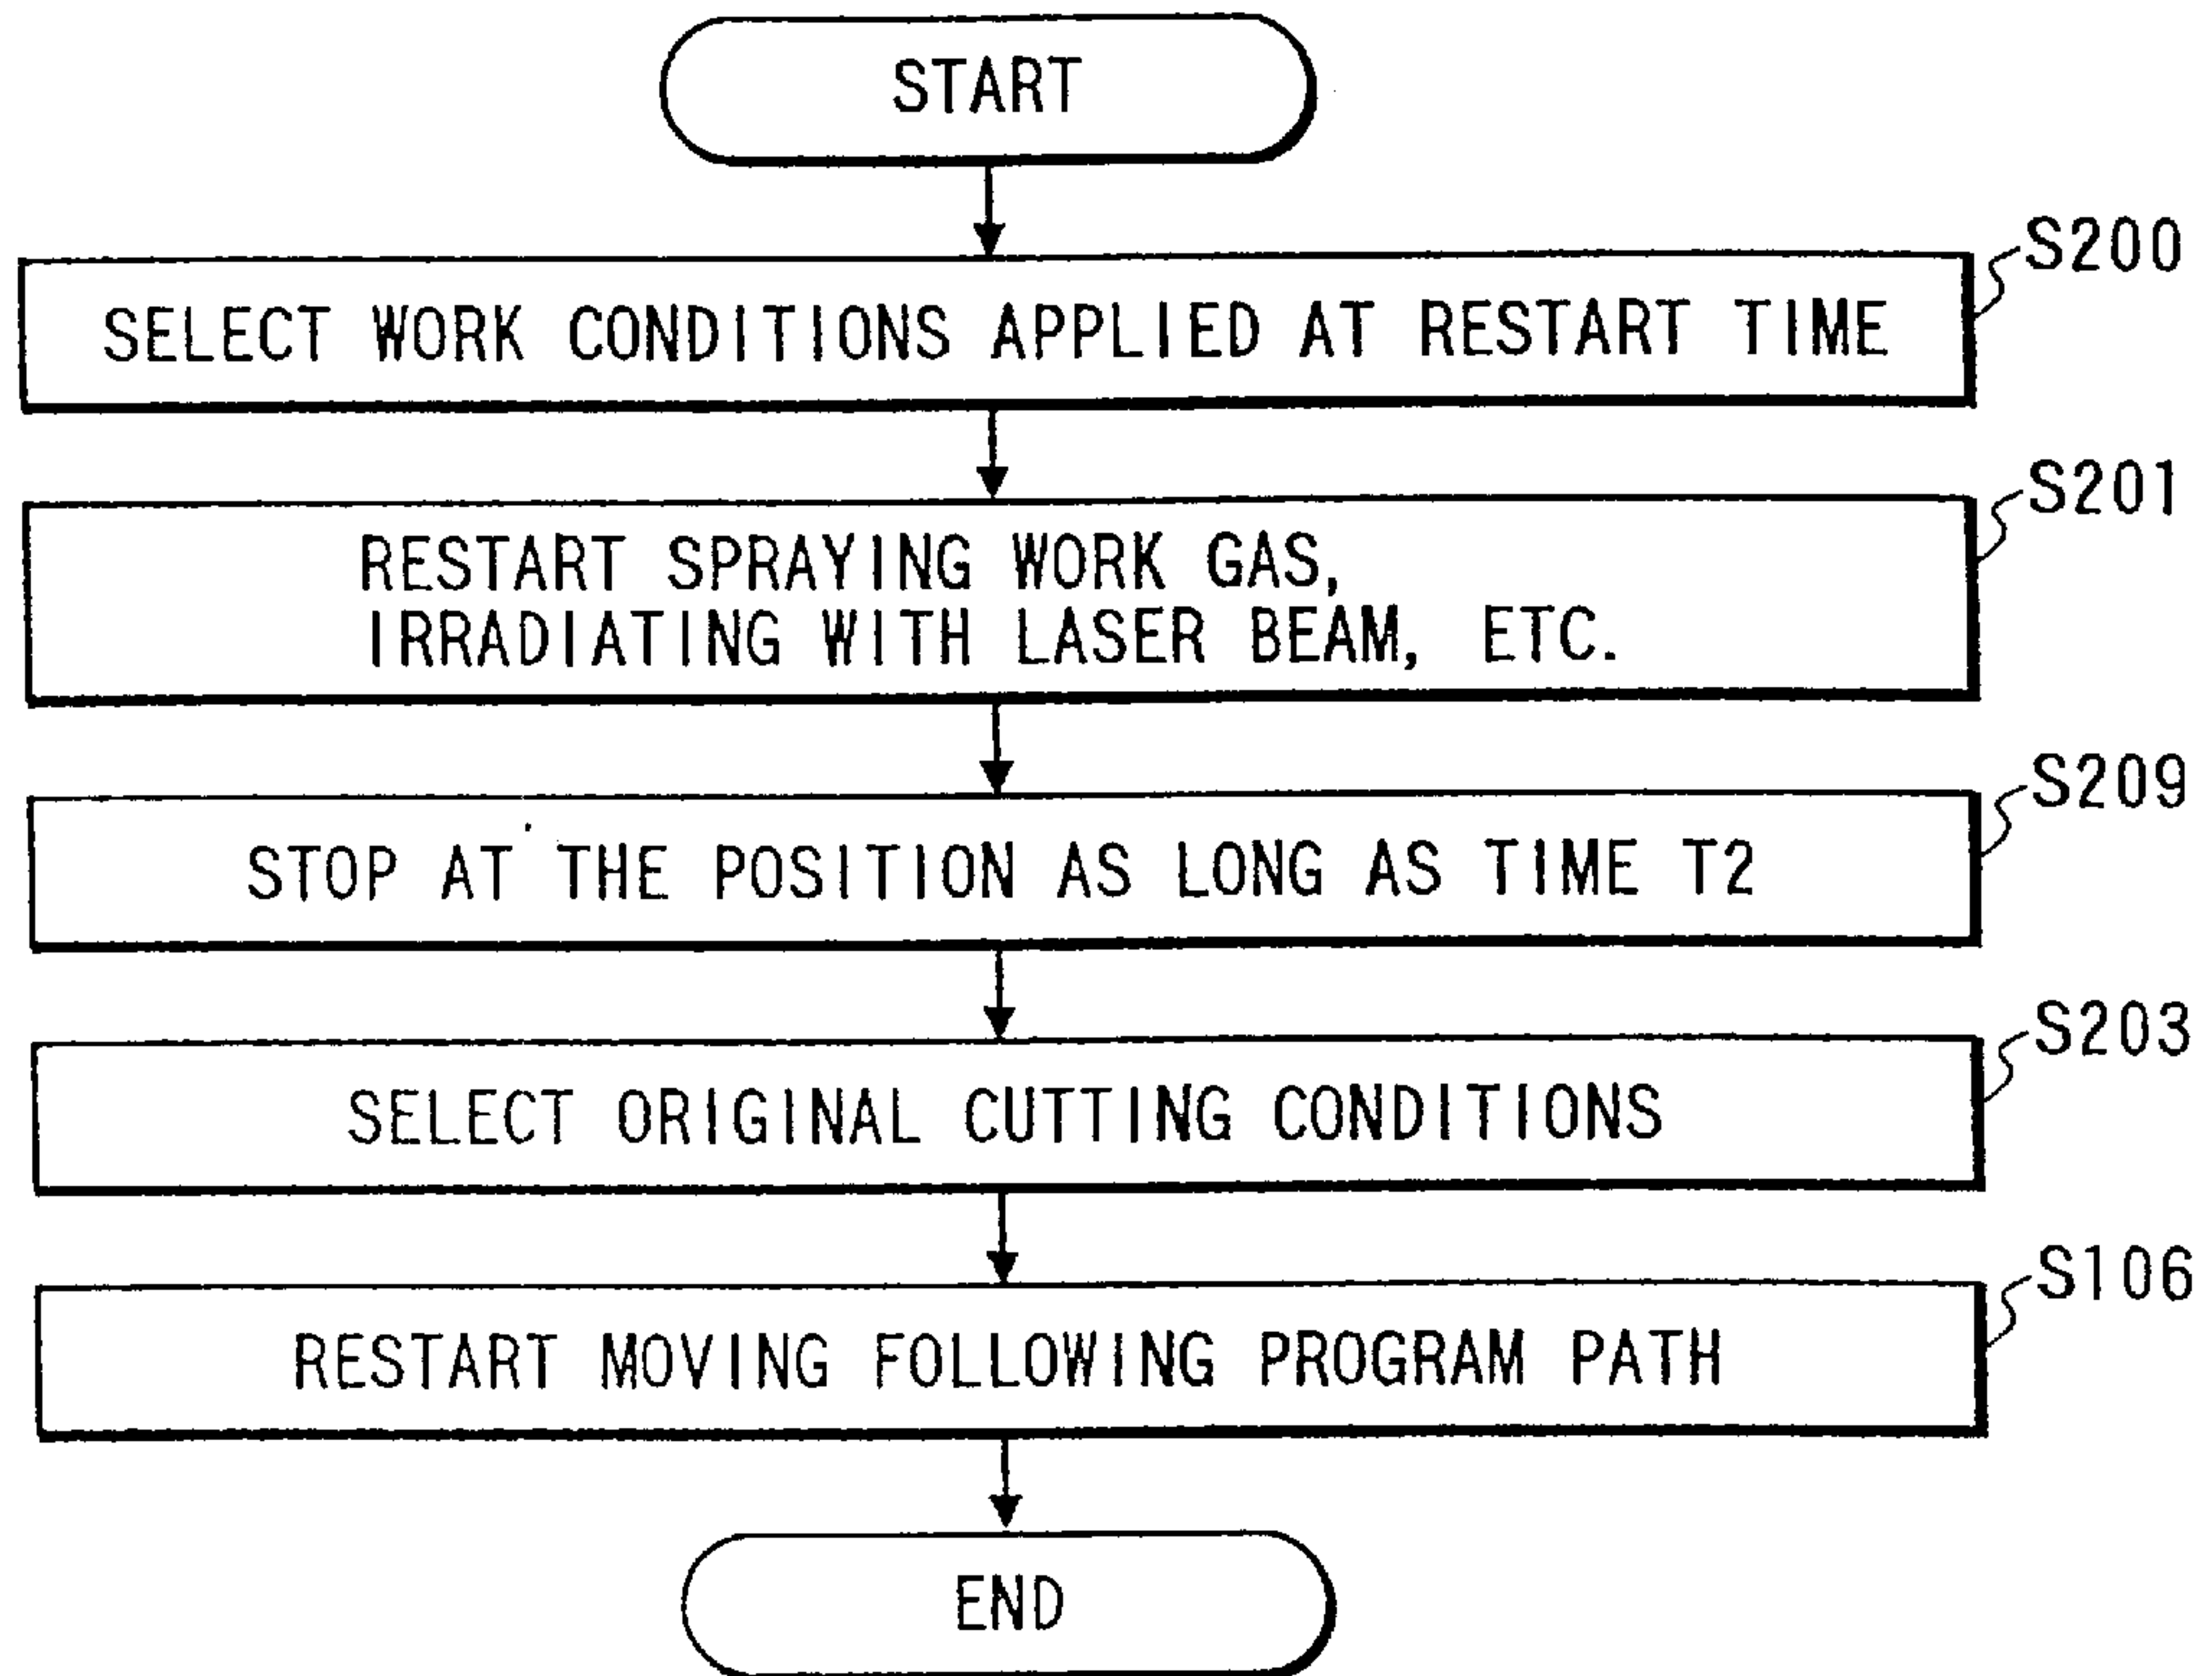 START
S200
SELECT WORK CONDITIONS APPLIED AT RESTART TIME
S201
RESTART SPRAYING WORK GAS,
IRRADIATING WITH LASER BEAM, ETC.
S209
STOP AT THE POSITION AS LONG AS TIME T2
S203
SELECT ORIGINAL CUTTING CONDITIONS
S106
RESTART MOVING FOLLOWING PROGRAM PATH
END